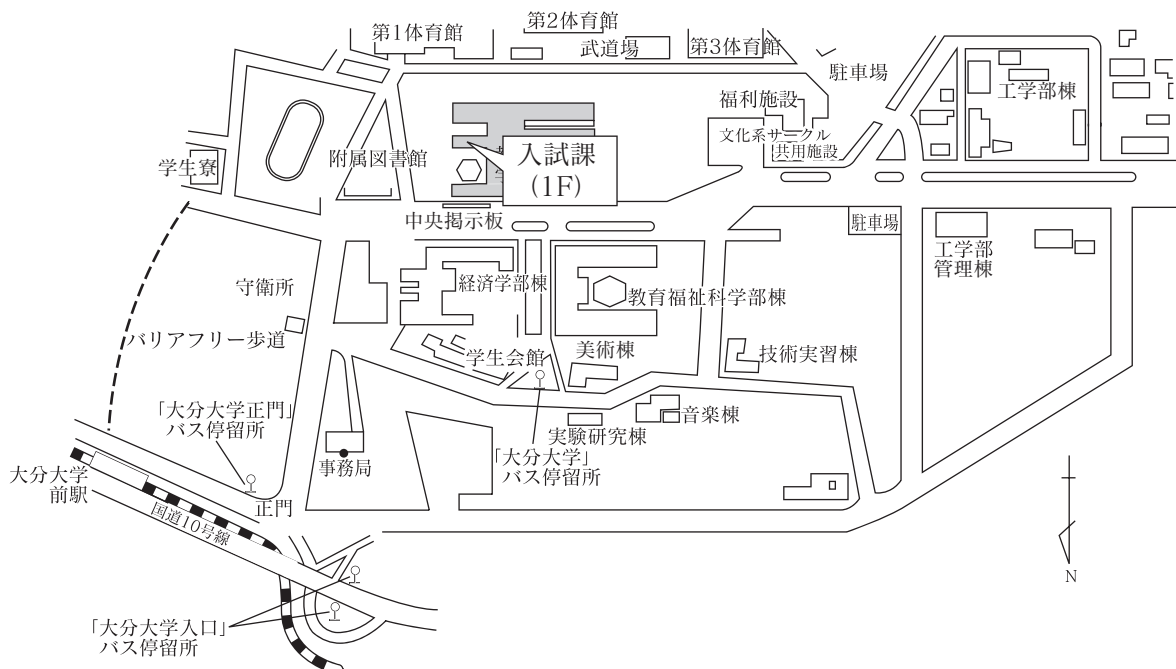 第1体育館
第2体育館
武道場
第3体育館
駐車場
工学部棟
福利施設
文化系サークル
共用施設
附属図書館
学生寮
入試課
(1F)
中央掲示板
駐車場
工学部
管理棟
経済学部棟
教育福祉科学部棟
守衛所
バリアフリー歩道
学生会館
美術棟
技術実習棟
「大分大学正門」
バス停留所
音楽棟
実験研究棟
「大分大学」
バス停留所
事務局
大分大学
前駅
正門
国道10号線
N
「大分大学入口」
バス停留所